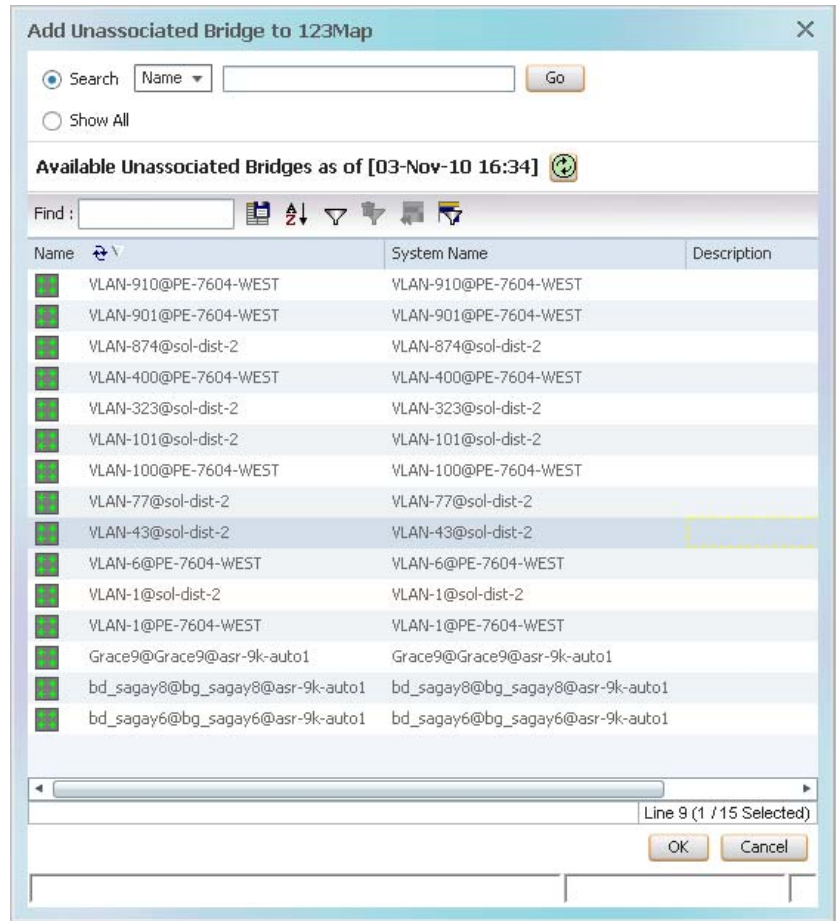 Add Unassociated Bridge to 123Map
Search Name Go
Show All
Available Unassociated Bridges as of [03-Nov-10 16:34]
Find :
Name System Name Description
VLAN-910@PE-7604-WEST VLAN-910@PE-7604-WEST
VLAN-901@PE-7604-WEST VLAN-901@PE-7604-WEST
VLAN-874@sol-dist-2 VLAN-874@sol-dist-2
VLAN-400@PE-7604-WEST VLAN-400@PE-7604-WEST
VLAN-323@sol-dist-2 VLAN-323@sol-dist-2
VLAN-101@sol-dist-2 VLAN-101@sol-dist-2
VLAN-100@PE-7604-WEST VLAN-100@PE-7604-WEST
VLAN-77@sol-dist-2 VLAN-77@sol-dist-2
VLAN-43@sol-dist-2 VLAN-43@sol-dist-2
VLAN-6@PE-7604-WEST VLAN-6@PE-7604-WEST
VLAN-1@sol-dist-2 VLAN-1@sol-dist-2
VLAN-1@PE-7604-WEST VLAN-1@PE-7604-WEST
Grace9@Grace9@asr-9k-auto1 Grace9@Grace9@asr-9k-auto1
bd_sagay8@bg_sagay8@asr-9k-auto1 bd_sagay8@bg_sagay8@asr-9k-auto1
bd_sagay6@bg_sagay6@asr-9k-auto1 bd_sagay6@bg_sagay6@asr-9k-auto1
Line 9 (1 / 15 Selected)
OK Cancel